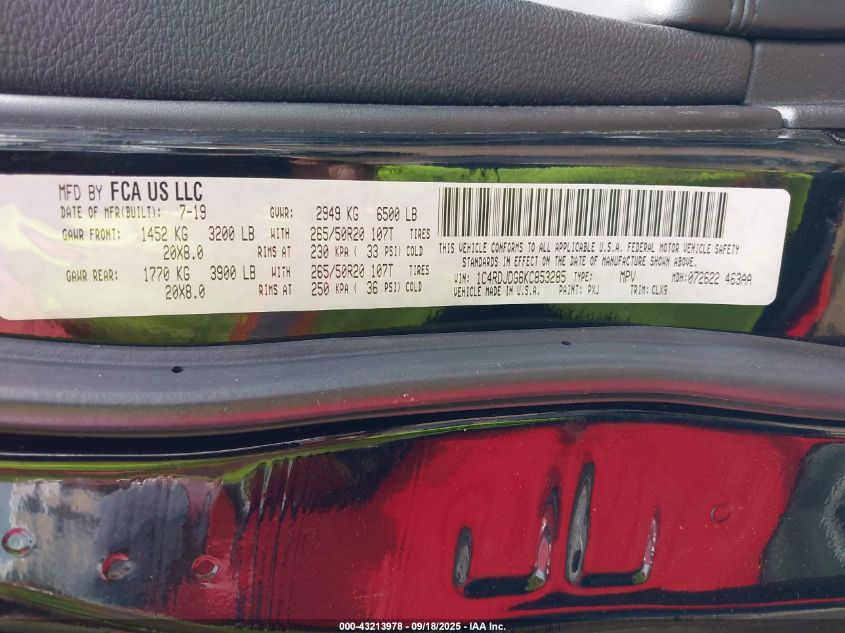 MFD BY FCA US LLC
DATE OF MFR(BUILT): 7-19 GVWR: 2949 KG 6500 LB
GAWR FRONT: 1452 KG 3200 LB WITH 265/50R20 107T TIRES
20X8.0 RIMS AT 230 KPA ( 33 PSI) COLD
GAWR REAR: 1770 KG 3900 LB WITH 265/50R20 107T TIRES
20X8.0 RIMS AT 250 KPA ( 36 PSI) COLD
THIS VEHICLE CONFORMS TO ALL APPLICABLE U.S.A. FEDERAL MOTOR VEHICLE SAFETY
STANDARDS IN EFFECT ON THE DATE OF MANUFACTURE SHOWN ABOVE.
VIN: 1C4RDJDG6KC853285 TYPE: MPV MDH: 072622 463AA
VEHICLE MADE IN U.S.A. PAINT: PXJ TRIM: CLX9
000-43213978 - 09/18/2025 - IAA Inc.